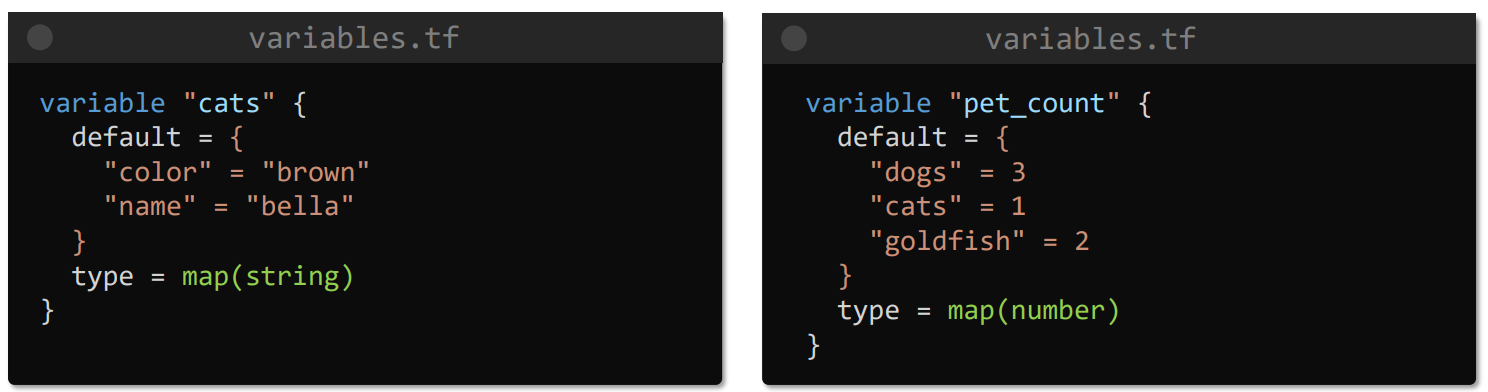 variables.tf
variable "cats" {
  default = {
    "color" = "brown"
    "name" = "bella"
  }
  type = map(string)
}
variables.tf
variable "pet_count" {
  default = {
    "dogs" = 3
    "cats" = 1
    "goldfish" = 2
  }
  type = map(number)
}